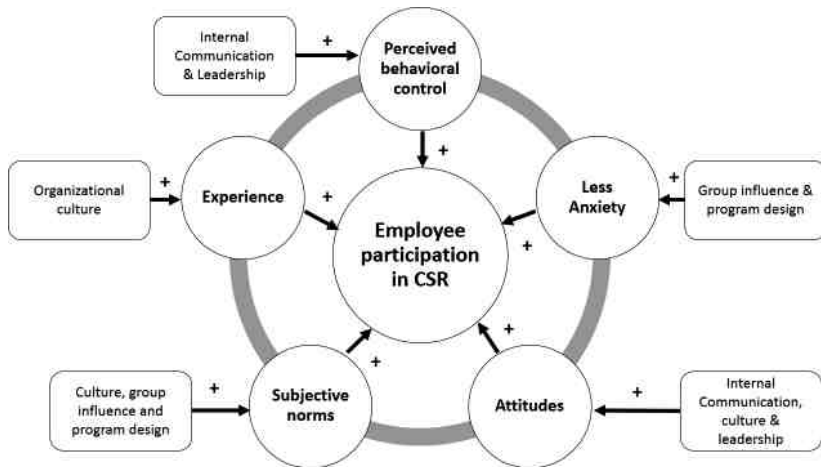 Internal
Communication
& Leadership
+
Perceived
behavioral
control
+
Organizational
culture
+
Experience
+
Less
Anxiety
+
Group influence &
program design
+
Employee
participation
in CSR
Culture, group
influence and
program design
+
Subjective
norms
+
Attitudes
+
Internal
Communication,
culture &
leadership
+